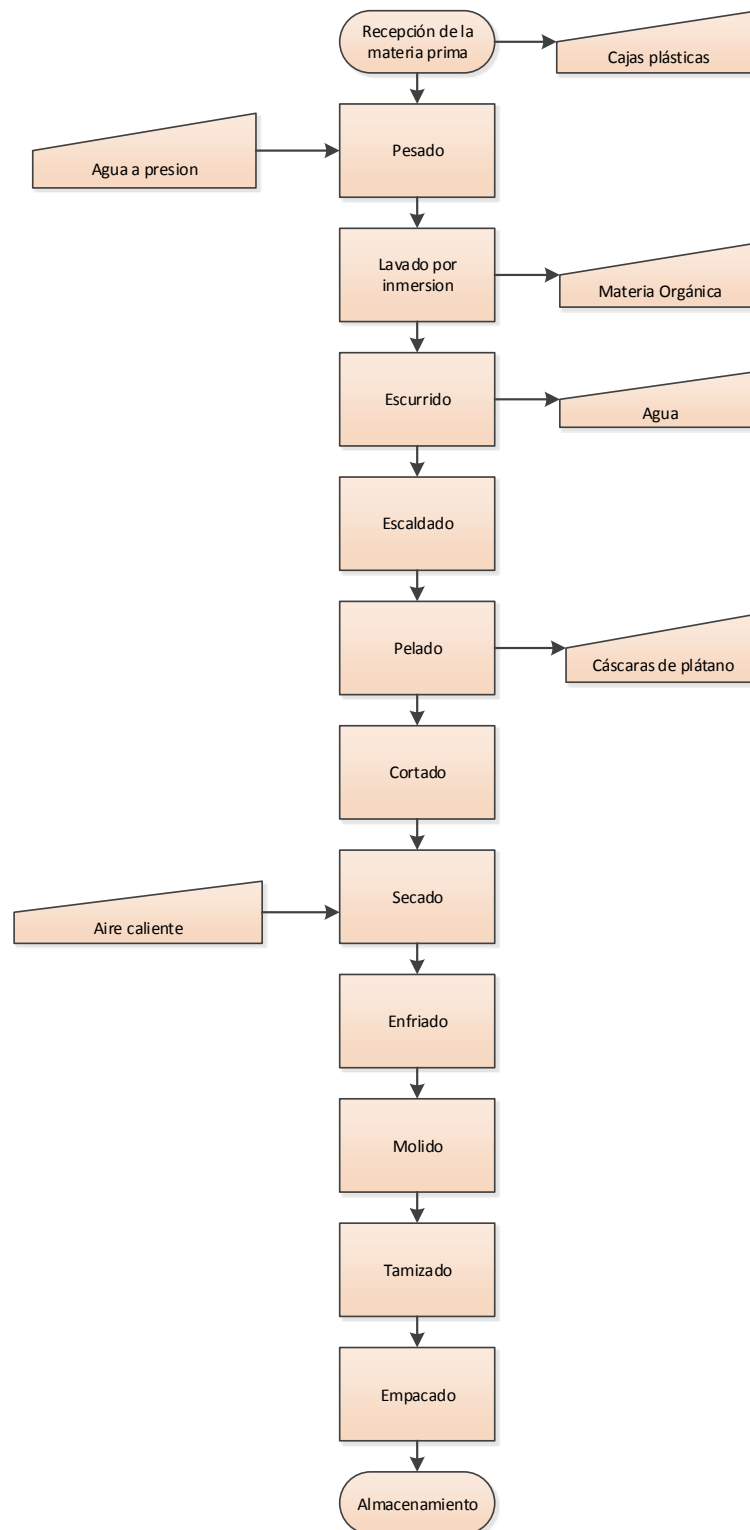 Recepción de la
materia prima
Cajas plásticas
Agua a presion
Pesado
Lavado por
inmersion
Materia Orgánica
Escurrido
Agua
Escaldado
Pelado
Cáscaras de plátano
Cortado
Aire caliente
Secado
Enfriado
Molido
Tamizado
Empacado
Almacenamiento